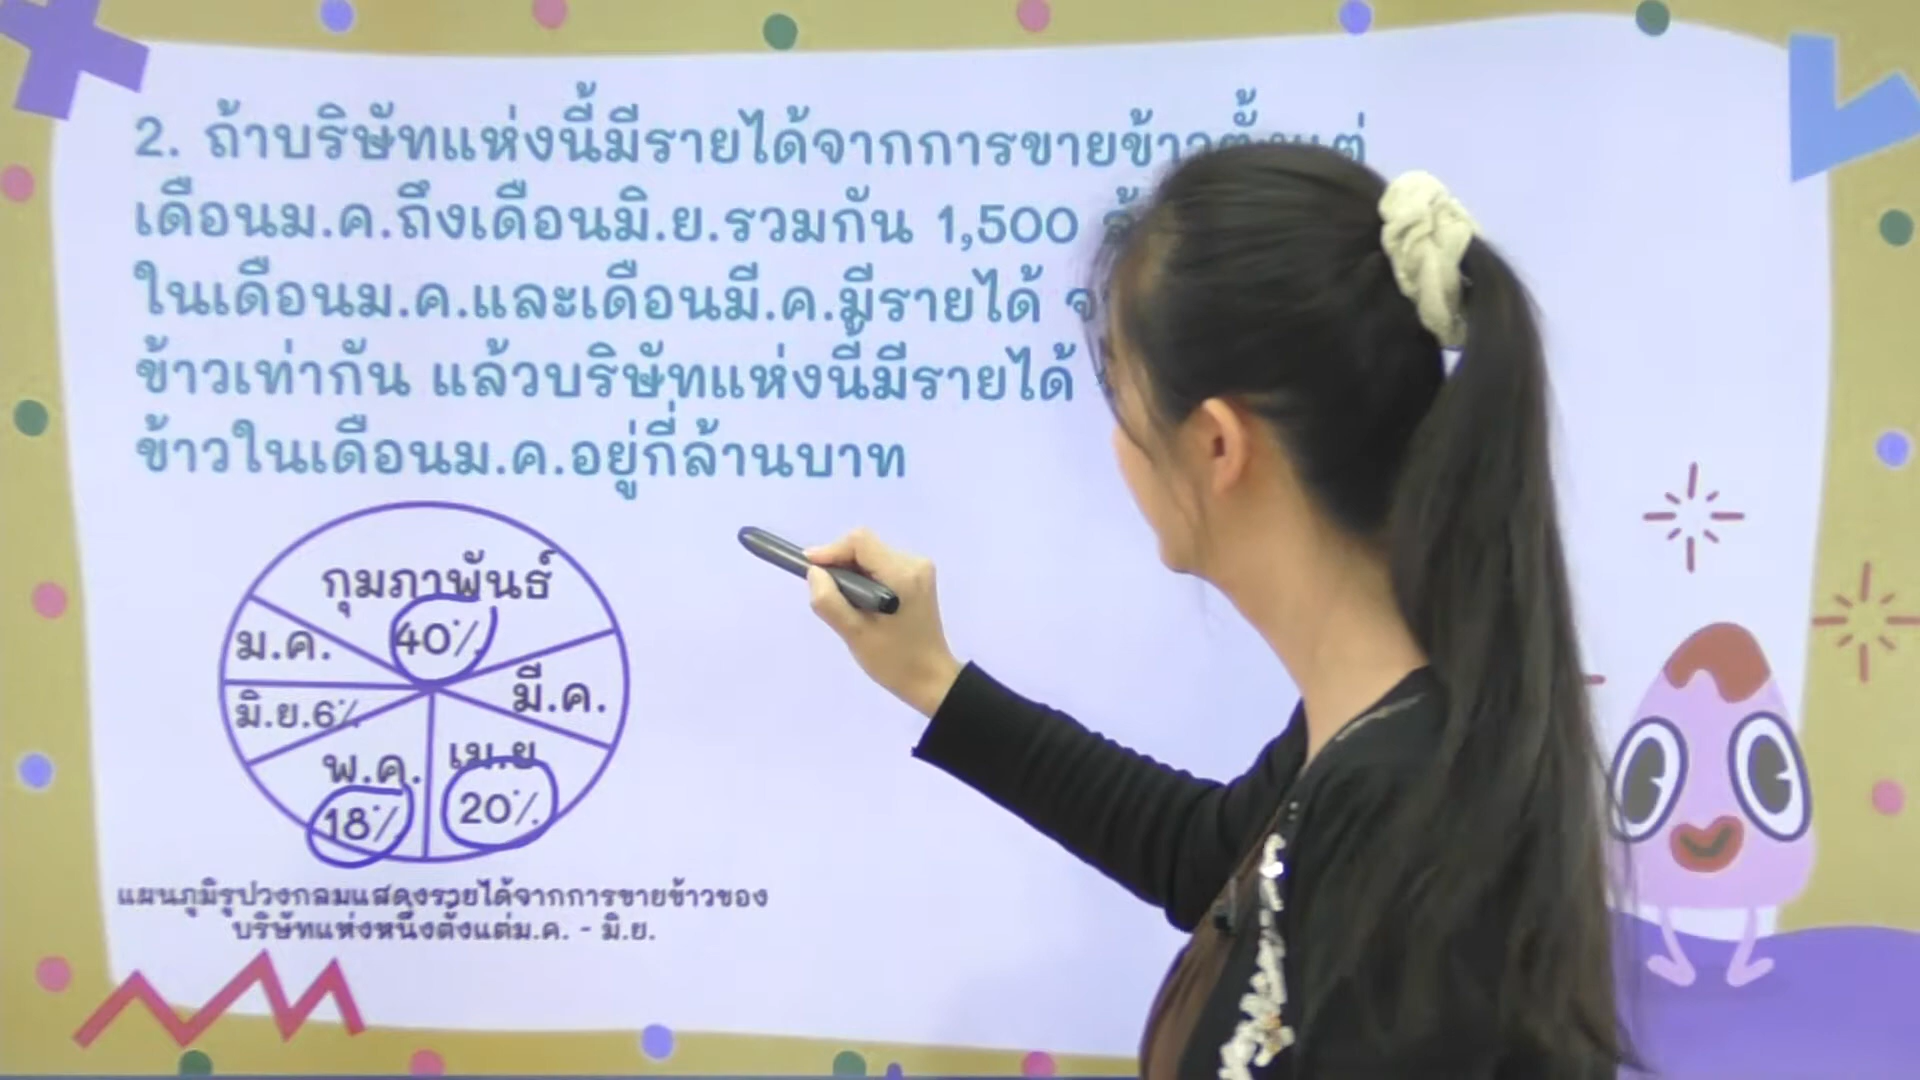 2. ถ้าบริษัทแห่งนี้มีรายได้จากการขายข้าวตั้งแต่
เดือนม.ค.ถึงเดือนมิ.ย.รวมกัน 1,500
ในเดือนม.ค.และเดือนมี.ค.มีรายได้
ข้าวเท่ากัน แล้วบริษัทแห่งนี้มีรายได้
ข้าวในเดือนม.ค.อยู่กี่ล้านบาท
กุมภาพันธ์
40%
ม.ค.
มี.ค.
มิ.ย.6%
พ.ค.
18%
เม.ย
20%
แผนภูมิรูปวงกลมแสดงรายได้จากการขายข้าวของ
บริษัทแห่งหนึ่งตั้งแต่ม.ค. - มิ.ย.